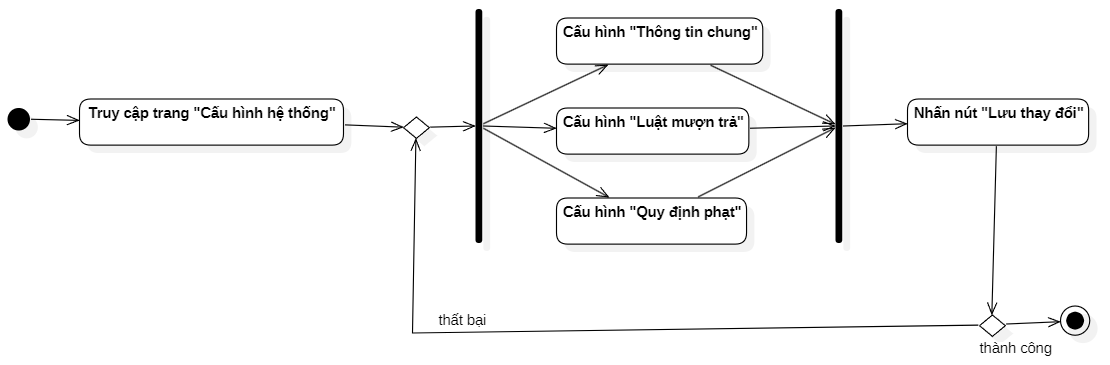 Cấu hình "Thông tin chung"
Truy cập trang "Cấu hình hệ thống"
Cấu hình "Luật mượn trả"
Nhấn nút "Lưu thay đổi"
Cấu hình "Quy định phạt"
thất bại
thành công